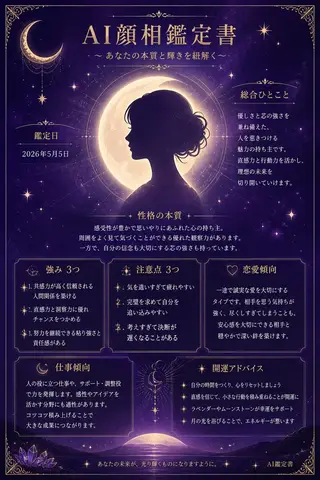 AI顔相鑑定書
～ あなたの本質と輝きを紐解く ～
鑑定日
2026年5月5日
総合ひとこと
優しさと芯の強さを
兼ね備えた、
人を惹きつける
魅力の持ち主です。
直感力と行動力を活かし、
理想の未来を
切り開いていけます。
性格の本質
感受性が豊かで思いやりにあふれた心の持ち主。
周囲をよく見て気づくことができる優れた観察力があります。
一方で、自分の信念も大切にする芯の強さも持っています。
強み 3つ
1. 共感力が高く信頼される
人間関係を築ける
2. 直感力と洞察力に優れ
チャンスをつかめる
3. 努力を継続できる粘り強さと
責任感がある
注意点 3つ
1. 気を遣いすぎて疲れやすい
2. 完璧を求めて自分を
追い込みやすい
3. 考えすぎて決断が
遅くなることがある
恋愛傾向
一途で誠実な愛を大切にする
タイプです。相手を思う気持ちが
強く、尽くしすぎてしまうことも。
安心感を大切にできる相手と
穏やかで深い絆を築けます。
仕事傾向
人の役に立つ仕事や、サポート・調整役
で力を発揮します。感性やアイデアを
活かす分野にも適性があります。
コツコツ積み上げることで
大きな成果につながります。
開運アドバイス
自分の時間をつくり、心をリセットしましょう
直感を信じて、小さな行動を積み重ねることが開運に
ラベンダーやムーンストーンが幸運をサポート
月の光を浴びることで、エネルギーが整います
あなたの未来が、光り輝くものになりますように。
AI鑑定書